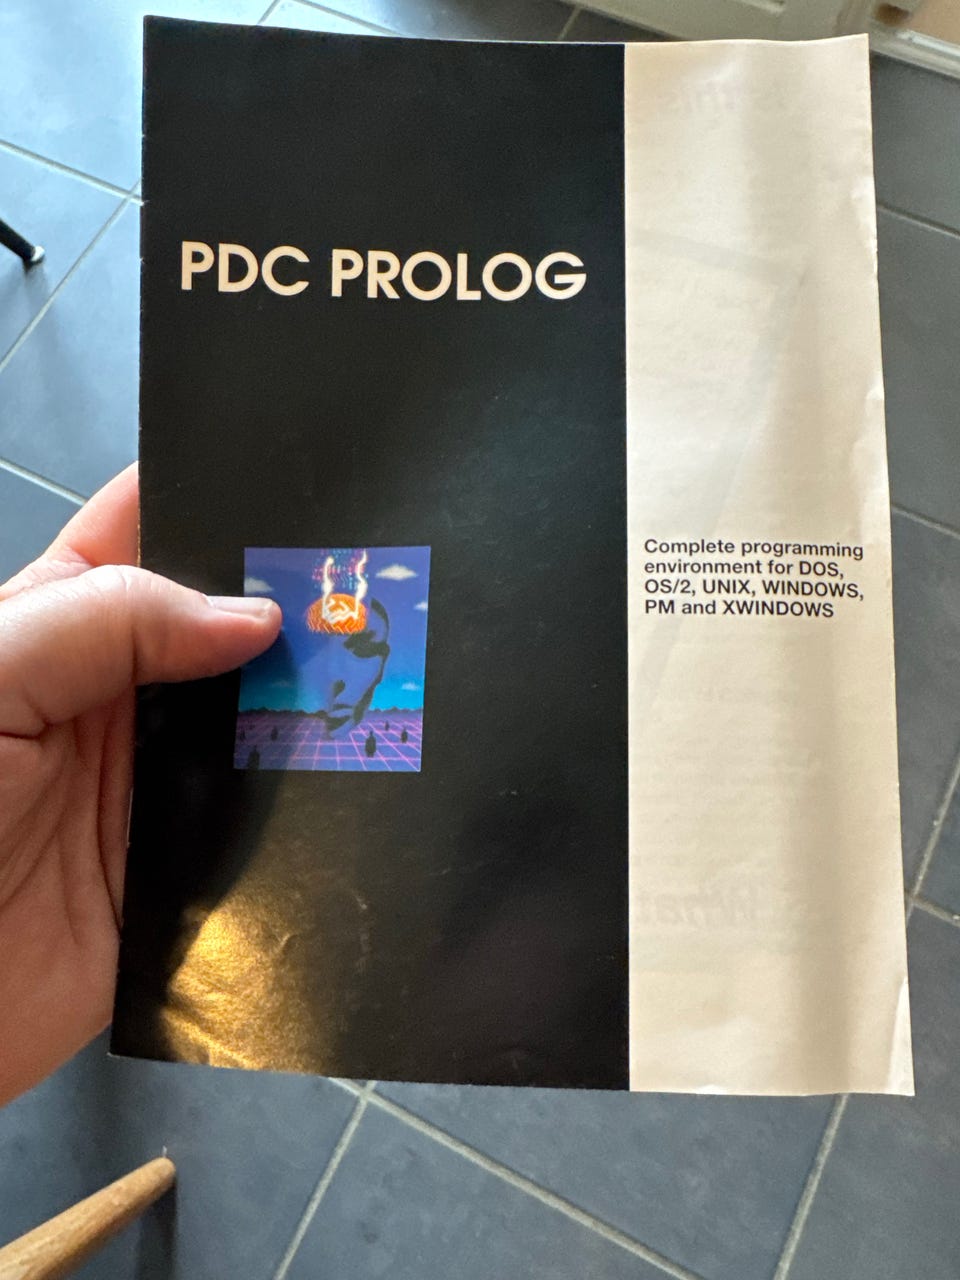 PDC PROLOG
Complete programming
environment for DOS,
OS/2, UNIX, WINDOWS,
PM and XWINDOWS